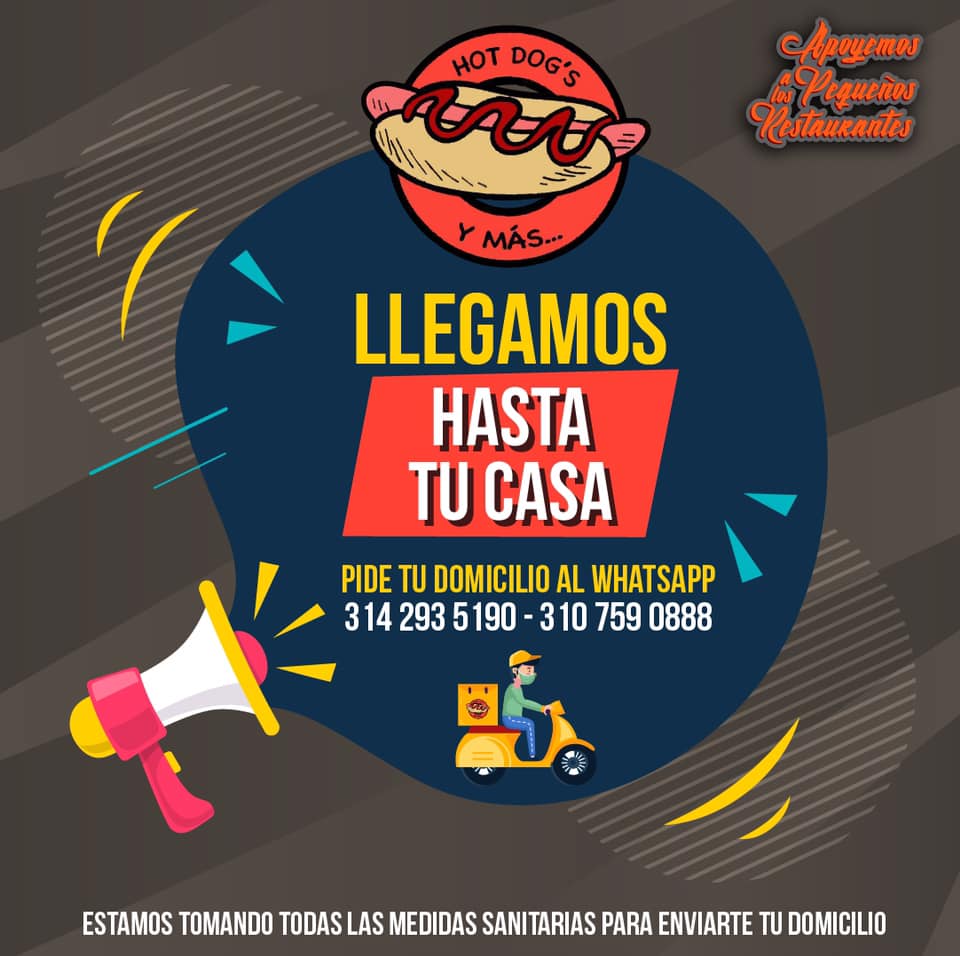 HOT DOG'S
Y MÁS...
Apoyemos
a
los Pequeños
Restaurantes
LLEGAMOS
HASTA
TU CASA
PIDE TU DOMICILIO AL WHATSAPP
314 293 5190 - 310 759 0888
ESTAMOS TOMANDO TODAS LAS MEDIDAS SANITARIAS PARA ENVIARTE TU DOMICILIO